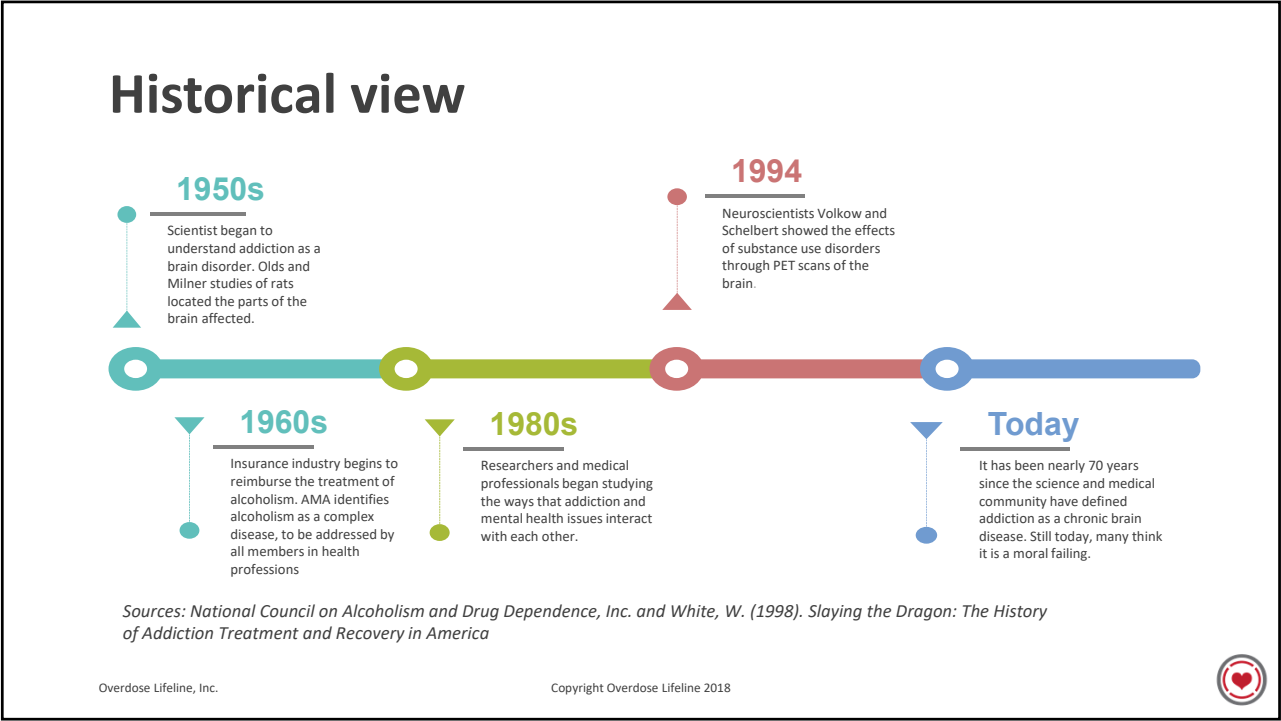 Historical view
1950s
Scientist began to
understand addiction as a
brain disorder. Olds and
Milner studies of rats
located the parts of the
brain affected.
1994
Neuroscientists Volkow and
Schelbert showed the effects
of substance use disorders
through PET scans of the
brain.
1960s
Insurance industry begins to
reimburse the treatment of
alcoholism. AMA identifies
alcoholism as a complex
disease, to be addressed by
all members in health
professions
1980s
Researchers and medical
professionals began studying
the ways that addiction and
mental health issues interact
with each other.
Today
It has been nearly 70 years
since the science and medical
community have defined
addiction as a chronic brain
disease. Still today, many think
it is a moral failing.
Sources: National Council on Alcoholism and Drug Dependence, Inc. and White, W. (1998). Slaying the Dragon: The History
of Addiction Treatment and Recovery in America
Overdose Lifeline, Inc.
Copyright Overdose Lifeline 2018